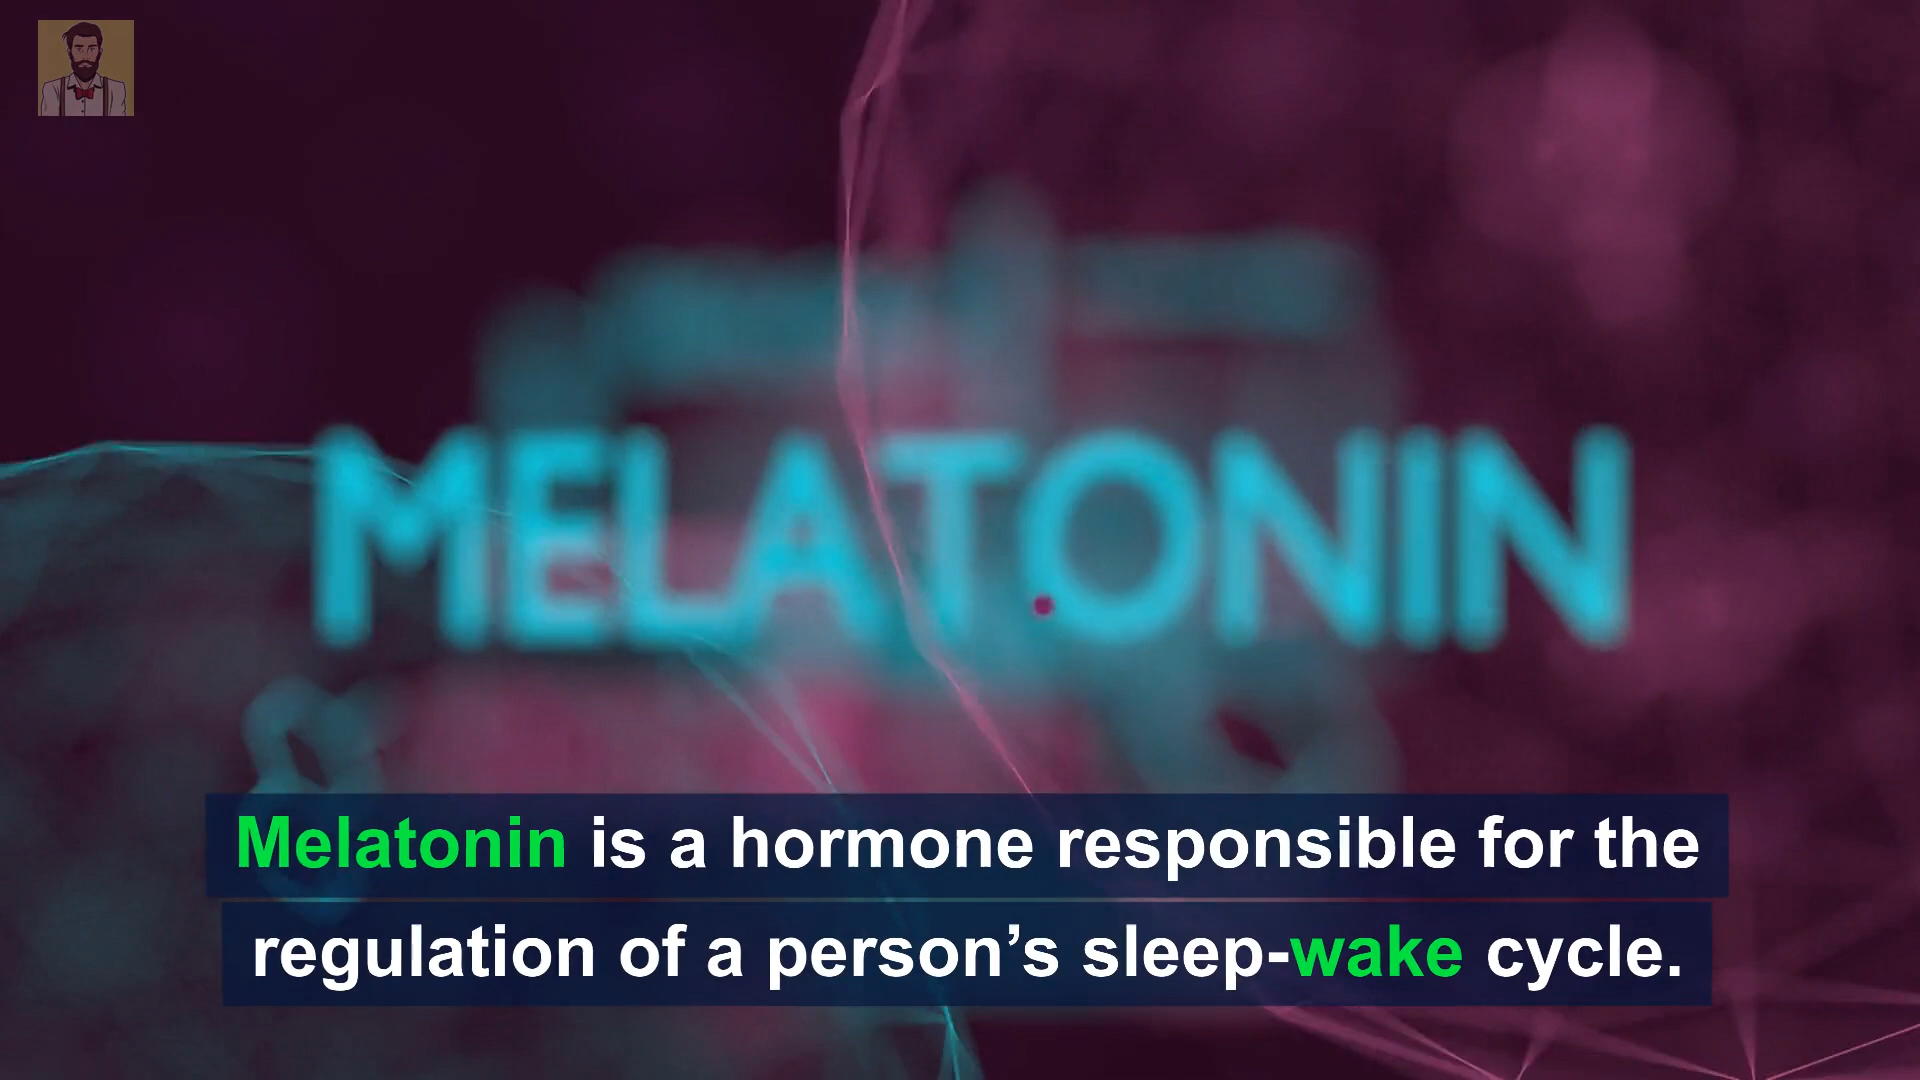 MELATONIN
Melatonin is a hormone responsible for the
regulation of a person’s sleep-wake cycle.